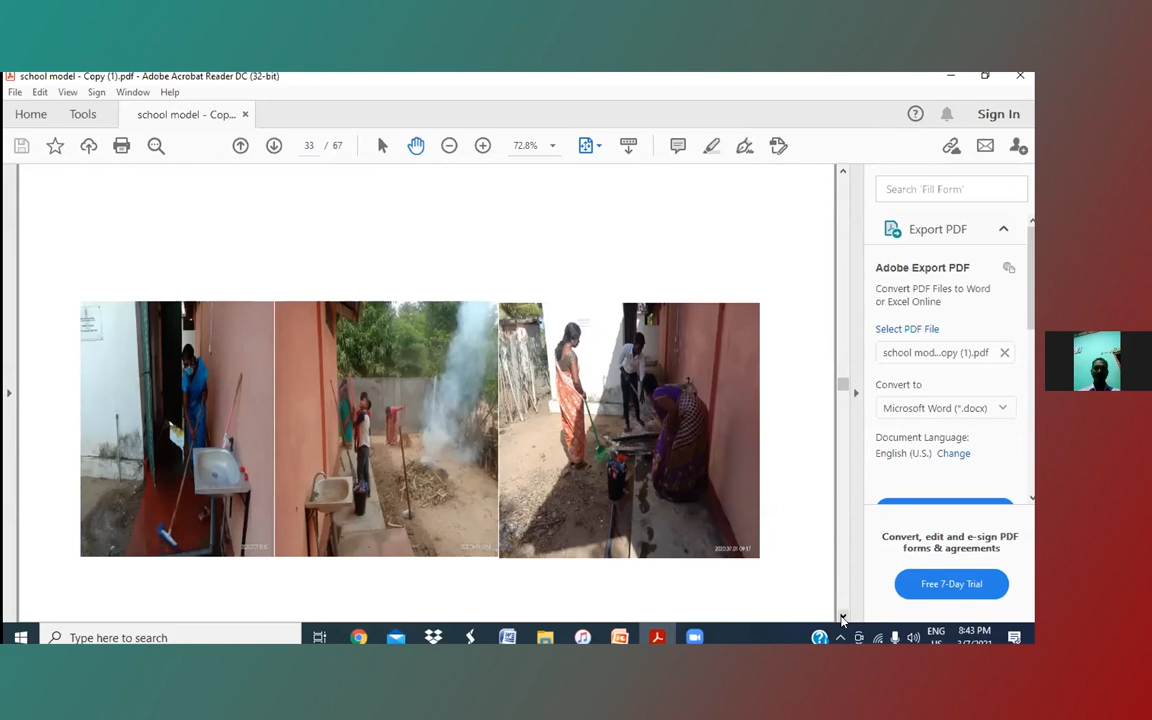 school model - Copy (1).pdf - Adobe Acrobat Reader DC (32-bit)
File Edit View Sign Window Help
Home Tools school model - Cop... × Sign In
33 / 67 72.8%
Search 'Fill Form'
Export PDF
Adobe Export PDF
Convert PDF Files to Word
or Excel Online
Select PDF File
school mod...opy (1).pdf
Convert to
Microsoft Word (*.docx)
Document Language:
English (U.S.) Change
Convert, edit and e-sign PDF
forms & agreements
Free 7-Day Trial
Type here to search
ENG
8:43 PM